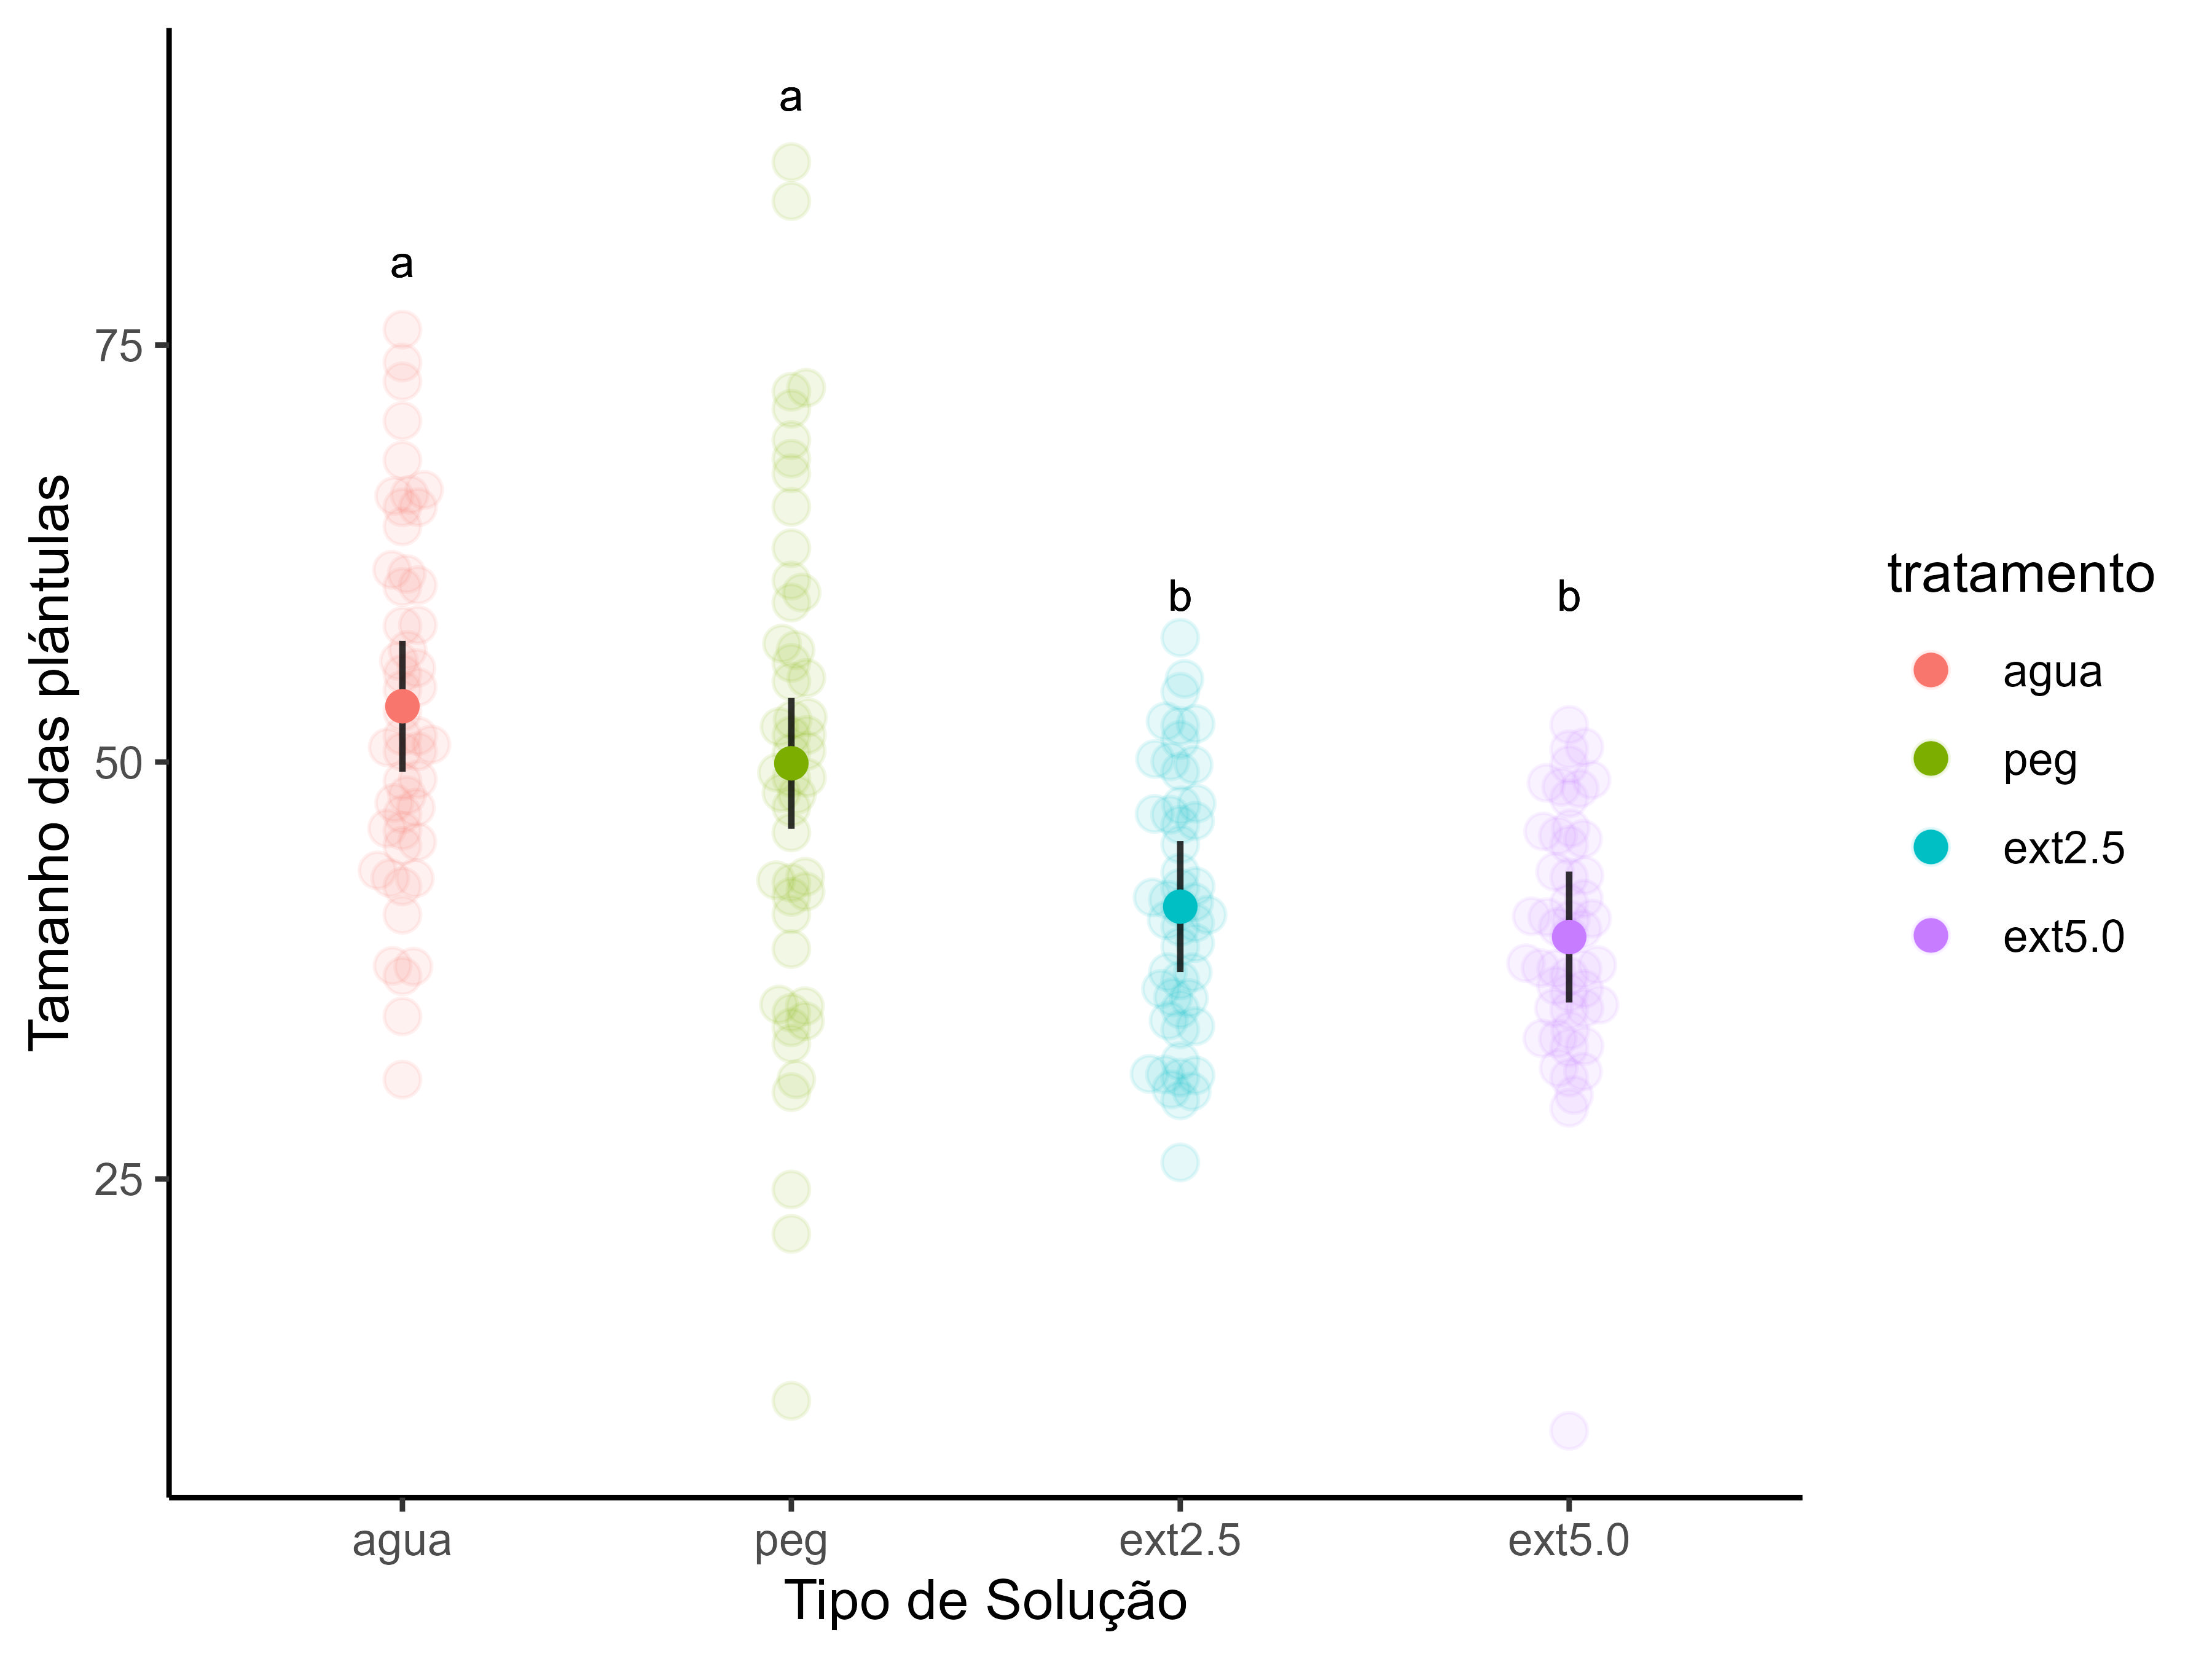 a
a
b
b
75
50
25
Tamanho das plántulas
agua
peg
ext2.5
ext5.0
Tipo de Solução
tratamento
agua
peg
ext2.5
ext5.0